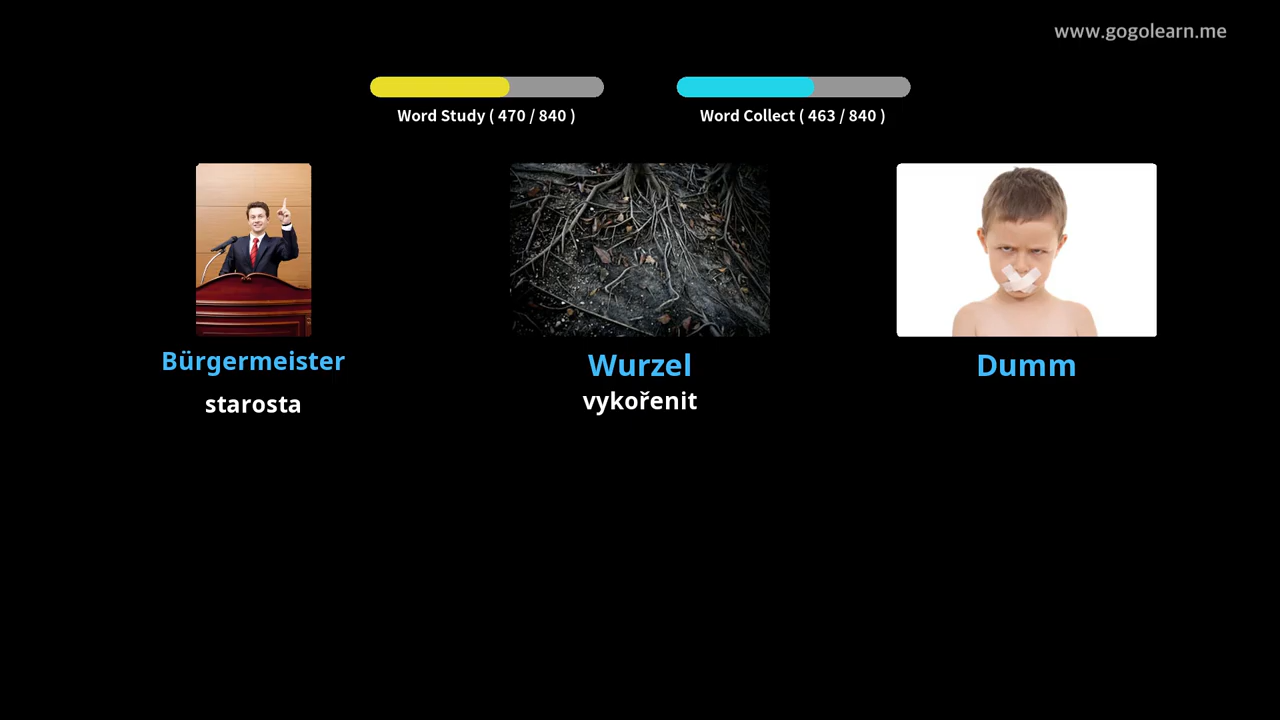 www.gogolearn.me
Word Study ( 470 / 840 )
Word Collect ( 463 / 840 )
Bürgermeister
starosta
Wurzel
vykořenit
Dumm